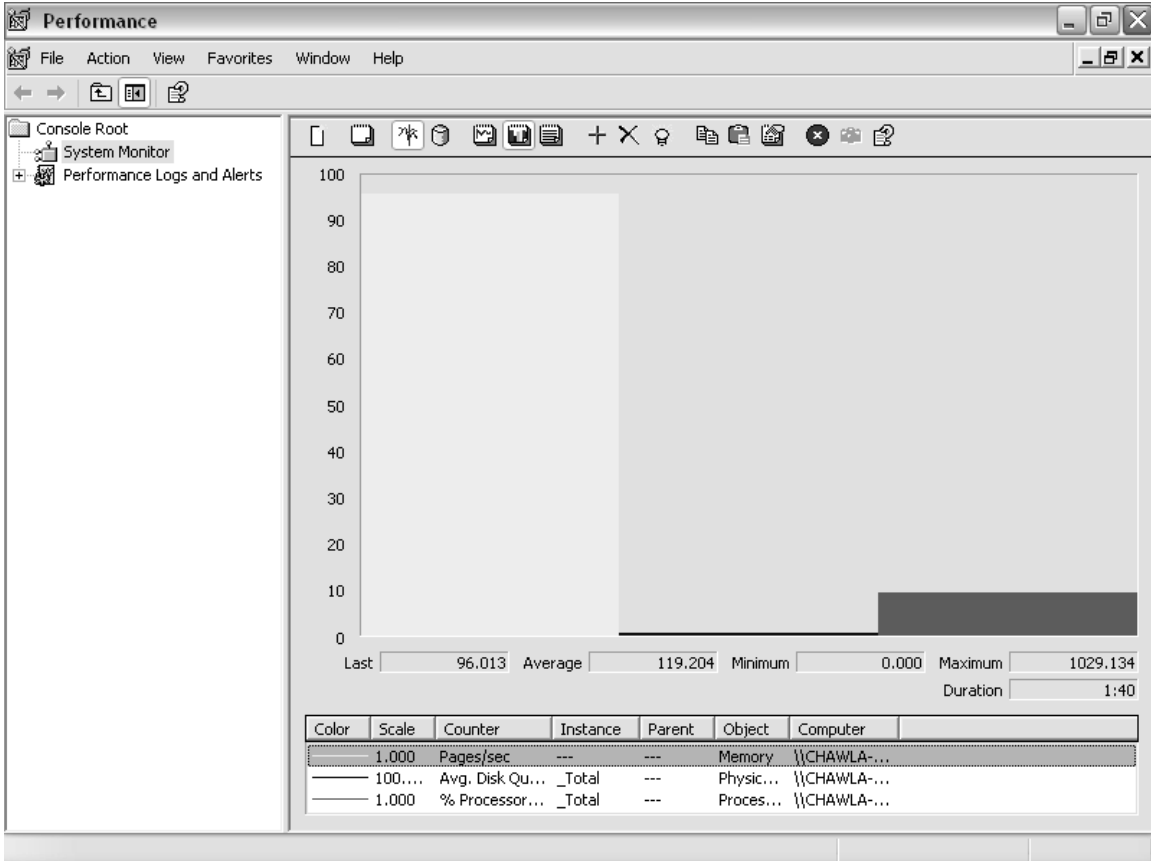 Performance
File Action View Favorites Window Help
Console Root
System Monitor
Performance Logs and Alerts
100
90
80
70
60
50
40
30
20
10
0
Last 96.013 Average 119.204 Minimum 0.000 Maximum 1029.134
Duration 1:40
Color Scale Counter Instance Parent Object Computer
1.000 Pages/sec --- --- Memory \\CHAWLA-...
100.... Avg. Disk Qu... _Total --- Physic... \\CHAWLA-...
1.000 % Processor... _Total --- Proces... \\CHAWLA-...